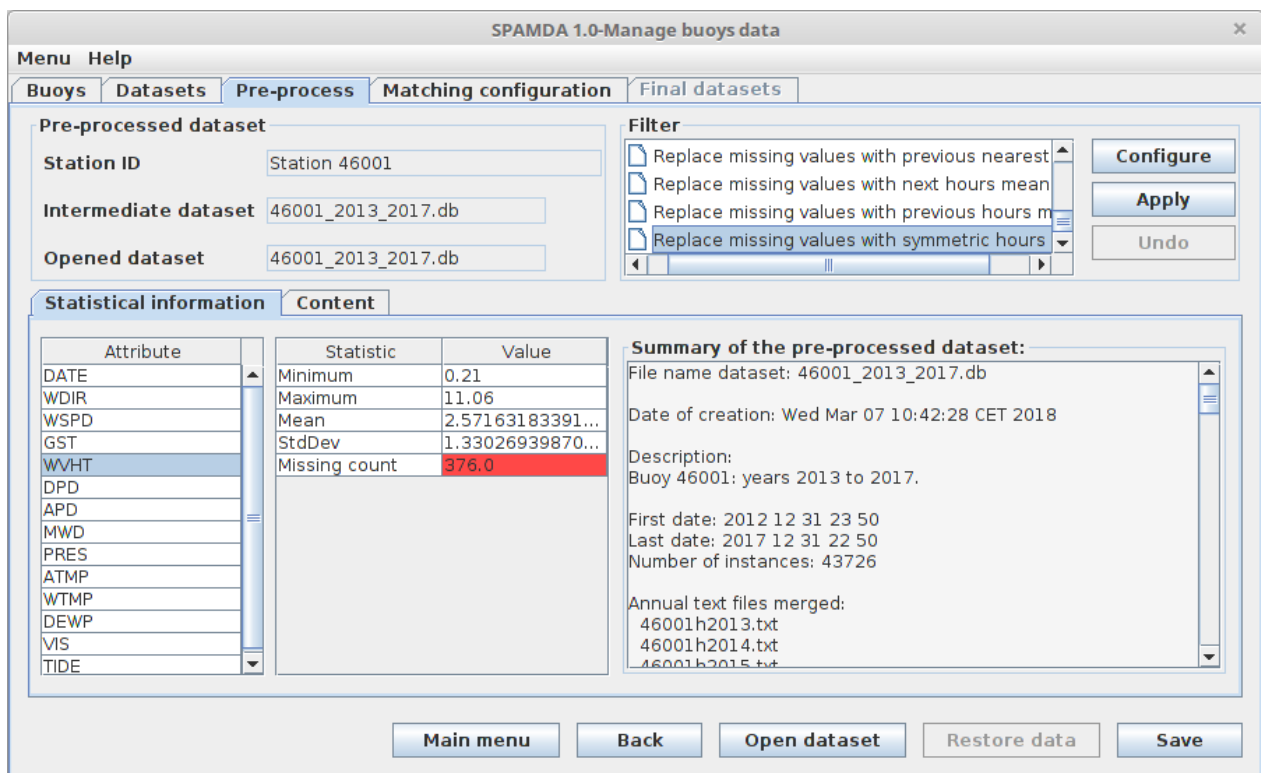 SPAMDA 1.0-Manage buoys data
Menu Help
Buoys Datasets Pre-process Matching configuration Final datasets
Pre-processed dataset
Station ID Station 46001
Intermediate dataset 46001_2013_2017.db
Opened dataset 46001_2013_2017.db
Filter
Replace missing values with previous nearest
Replace missing values with next hours mean
Replace missing values with previous hours m
Replace missing values with symmetric hours
Configure
Apply
Undo
Statistical information Content
Attribute
DATE
WDIR
WSPD
GST
WVHT
DPD
APD
MWD
PRES
ATMP
WTMP
DEWP
VIS
TIDE
Statistic Value
Minimum 0.21
Maximum 11.06
Mean 2.57163183391...
StdDev 1.33026939870...
Missing count 376.0
Summary of the pre-processed dataset:
File name dataset: 46001_2013_2017.db
Date of creation: Wed Mar 07 10:42:28 CET 2018
Description:
Buoy 46001: years 2013 to 2017.
First date: 2012 12 31 23 50
Last date: 2017 12 31 22 50
Number of instances: 43726
Annual text files merged:
46001h2013.txt
46001h2014.txt
46001h2015.txt
Main menu Back Open dataset Restore data Save